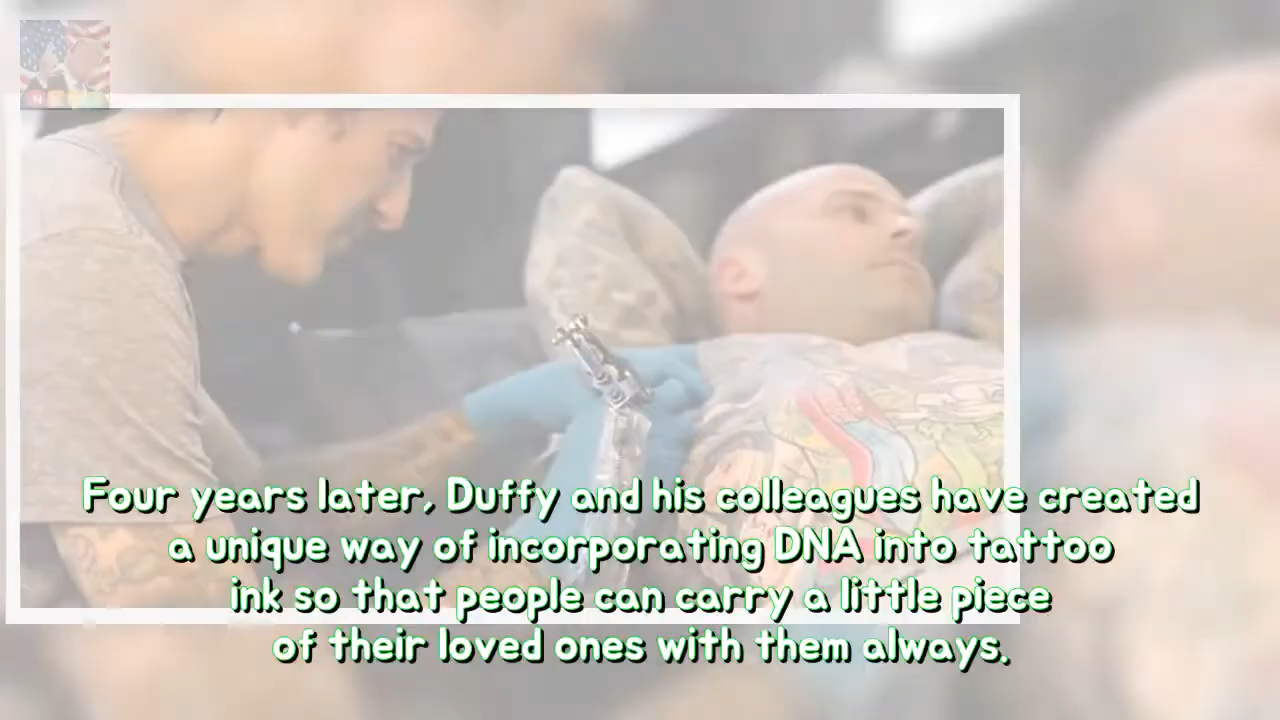 Four years later, Duffy and his colleagues have created
a unique way of incorporating DNA into tattoo
ink so that people can carry a little piece
of their loved ones with them always.